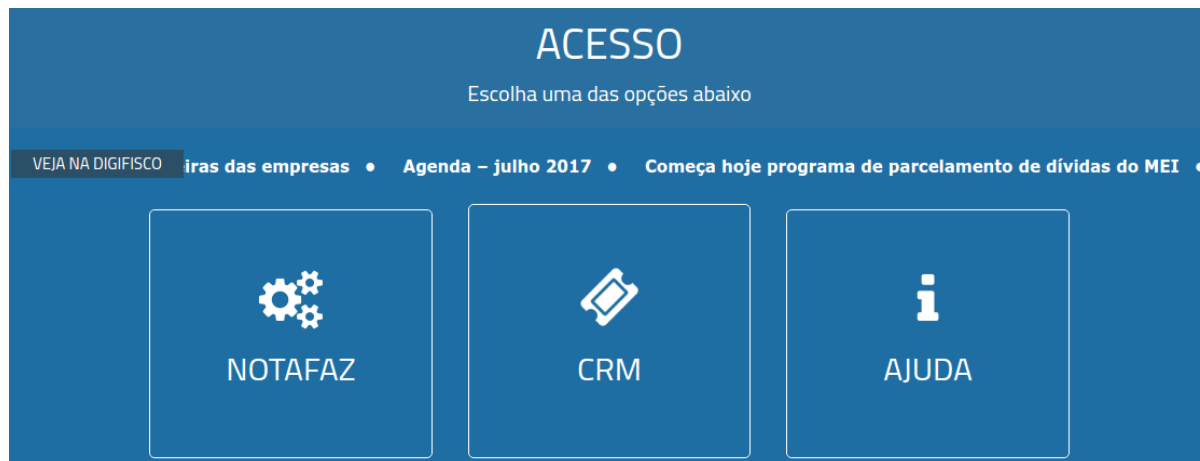 ACESSO
Escolha uma das opções abaixo
VEJA NA DIGIFISCO iras das empresas • Agenda – julho 2017 • Começa hoje programa de parcelamento de dívidas do MEI •
NOTAFAZ CRM AJUDA